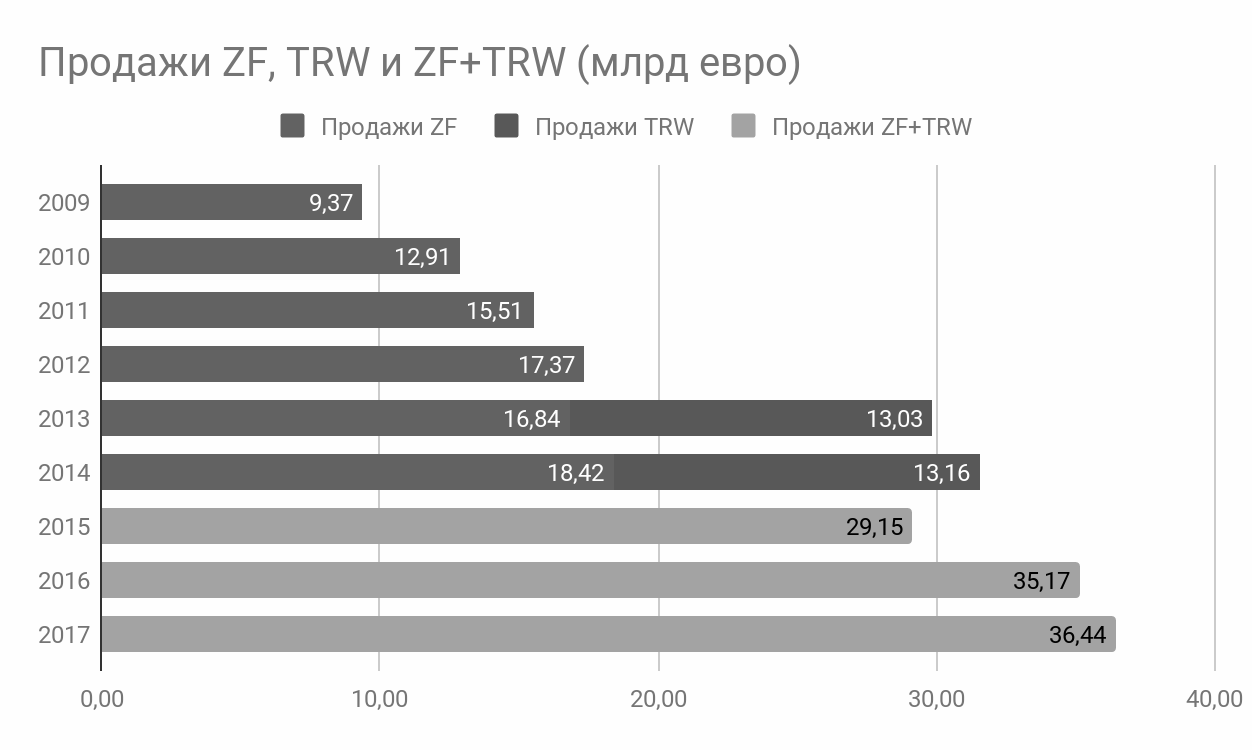 Продажи ZF, TRW и ZF+TRW (млрд евро)
Продажи ZF Продажи TRW Продажи ZF+TRW
2009 9,37
2010 12,91
2011 15,51
2012 17,37
2013 16,84 13,03
2014 18,42 13,16
2015 29,15
2016 35,17
2017 36,44
0,00 10,00 20,00 30,00 40,00